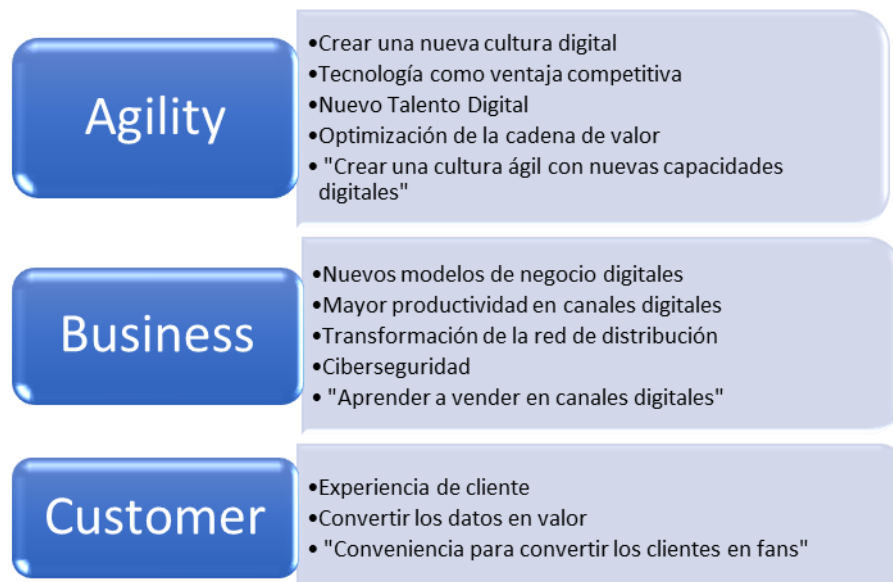 Agility
•Crear una nueva cultura digital
•Tecnología como ventaja competitiva
•Nuevo Talento Digital
•Optimización de la cadena de valor
• "Crear una cultura ágil con nuevas capacidades
digitales"
Business
•Nuevos modelos de negocio digitales
•Mayor productividad en canales digitales
•Transformación de la red de distribución
•Ciberseguridad
• "Aprender a vender en canales digitales"
Customer
•Experiencia de cliente
•Convertir los datos en valor
• "Conveniencia para convertir los clientes en fans"